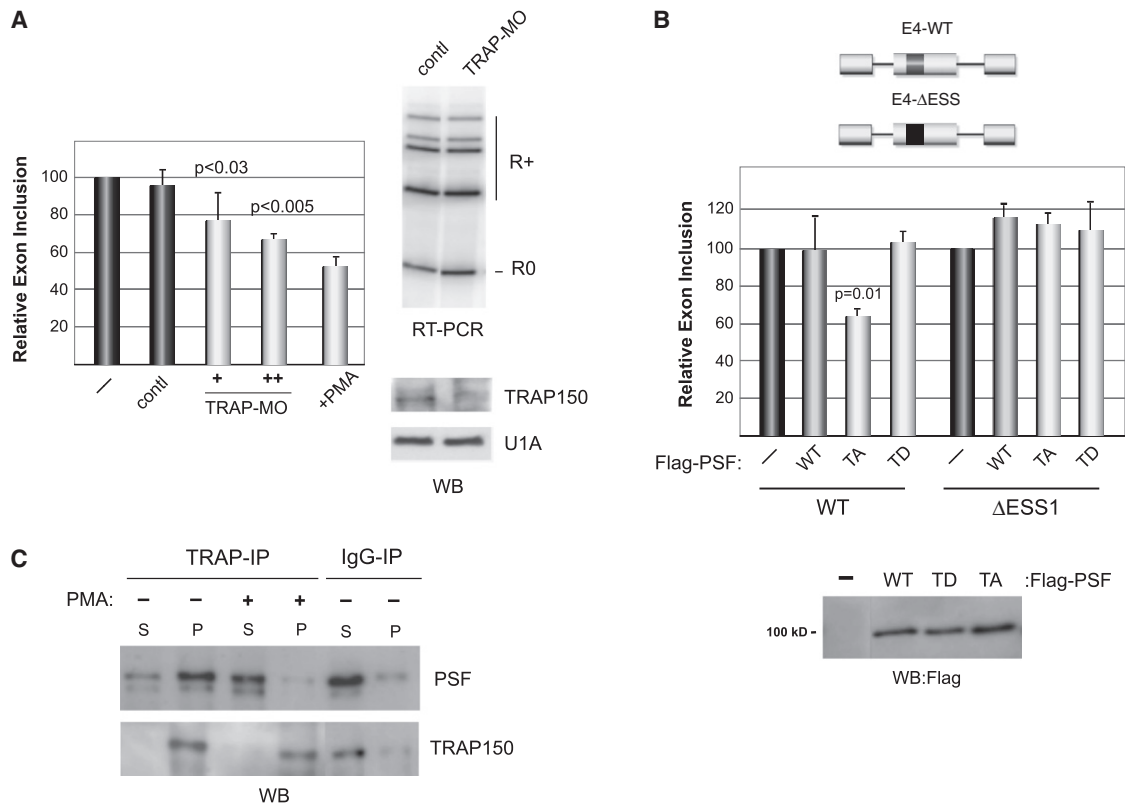 A
contl TRAP-MO
Relative Exon Inclusion
100
80
60
40
20
p<0.03
p<0.005
— contl + ++ +PMA
TRAP-MO
R+
– R0
RT-PCR
TRAP150
U1A
WB
B
E4-WT
E4-ΔESS
Relative Exon Inclusion
120
100
80
60
40
20
p=0.01
Flag-PSF: — WT TA TD — WT TA TD
WT ΔESS1
– WT TD TA :Flag-PSF
100 kD -
WB:Flag
C
TRAP-IP IgG-IP
PMA: – – + + – –
S P S P S P
PSF
TRAP150
WB